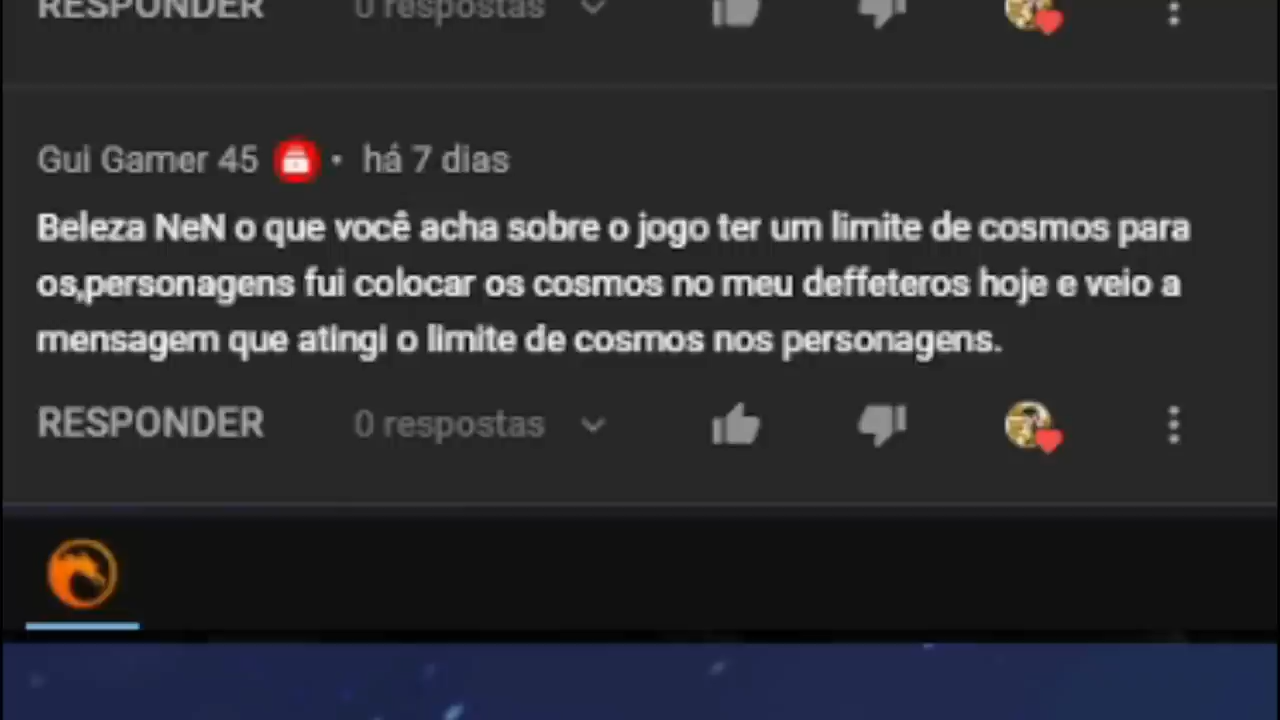 RESPONDER 0 respostas
Gui Gamer 45 • há 7 dias
Beleza NeN o que você acha sobre o jogo ter um limite de cosmos para
os,personagens fui colocar os cosmos no meu deffeteros hoje e veio a
mensagem que atingi o limite de cosmos nos personagens.
RESPONDER 0 respostas